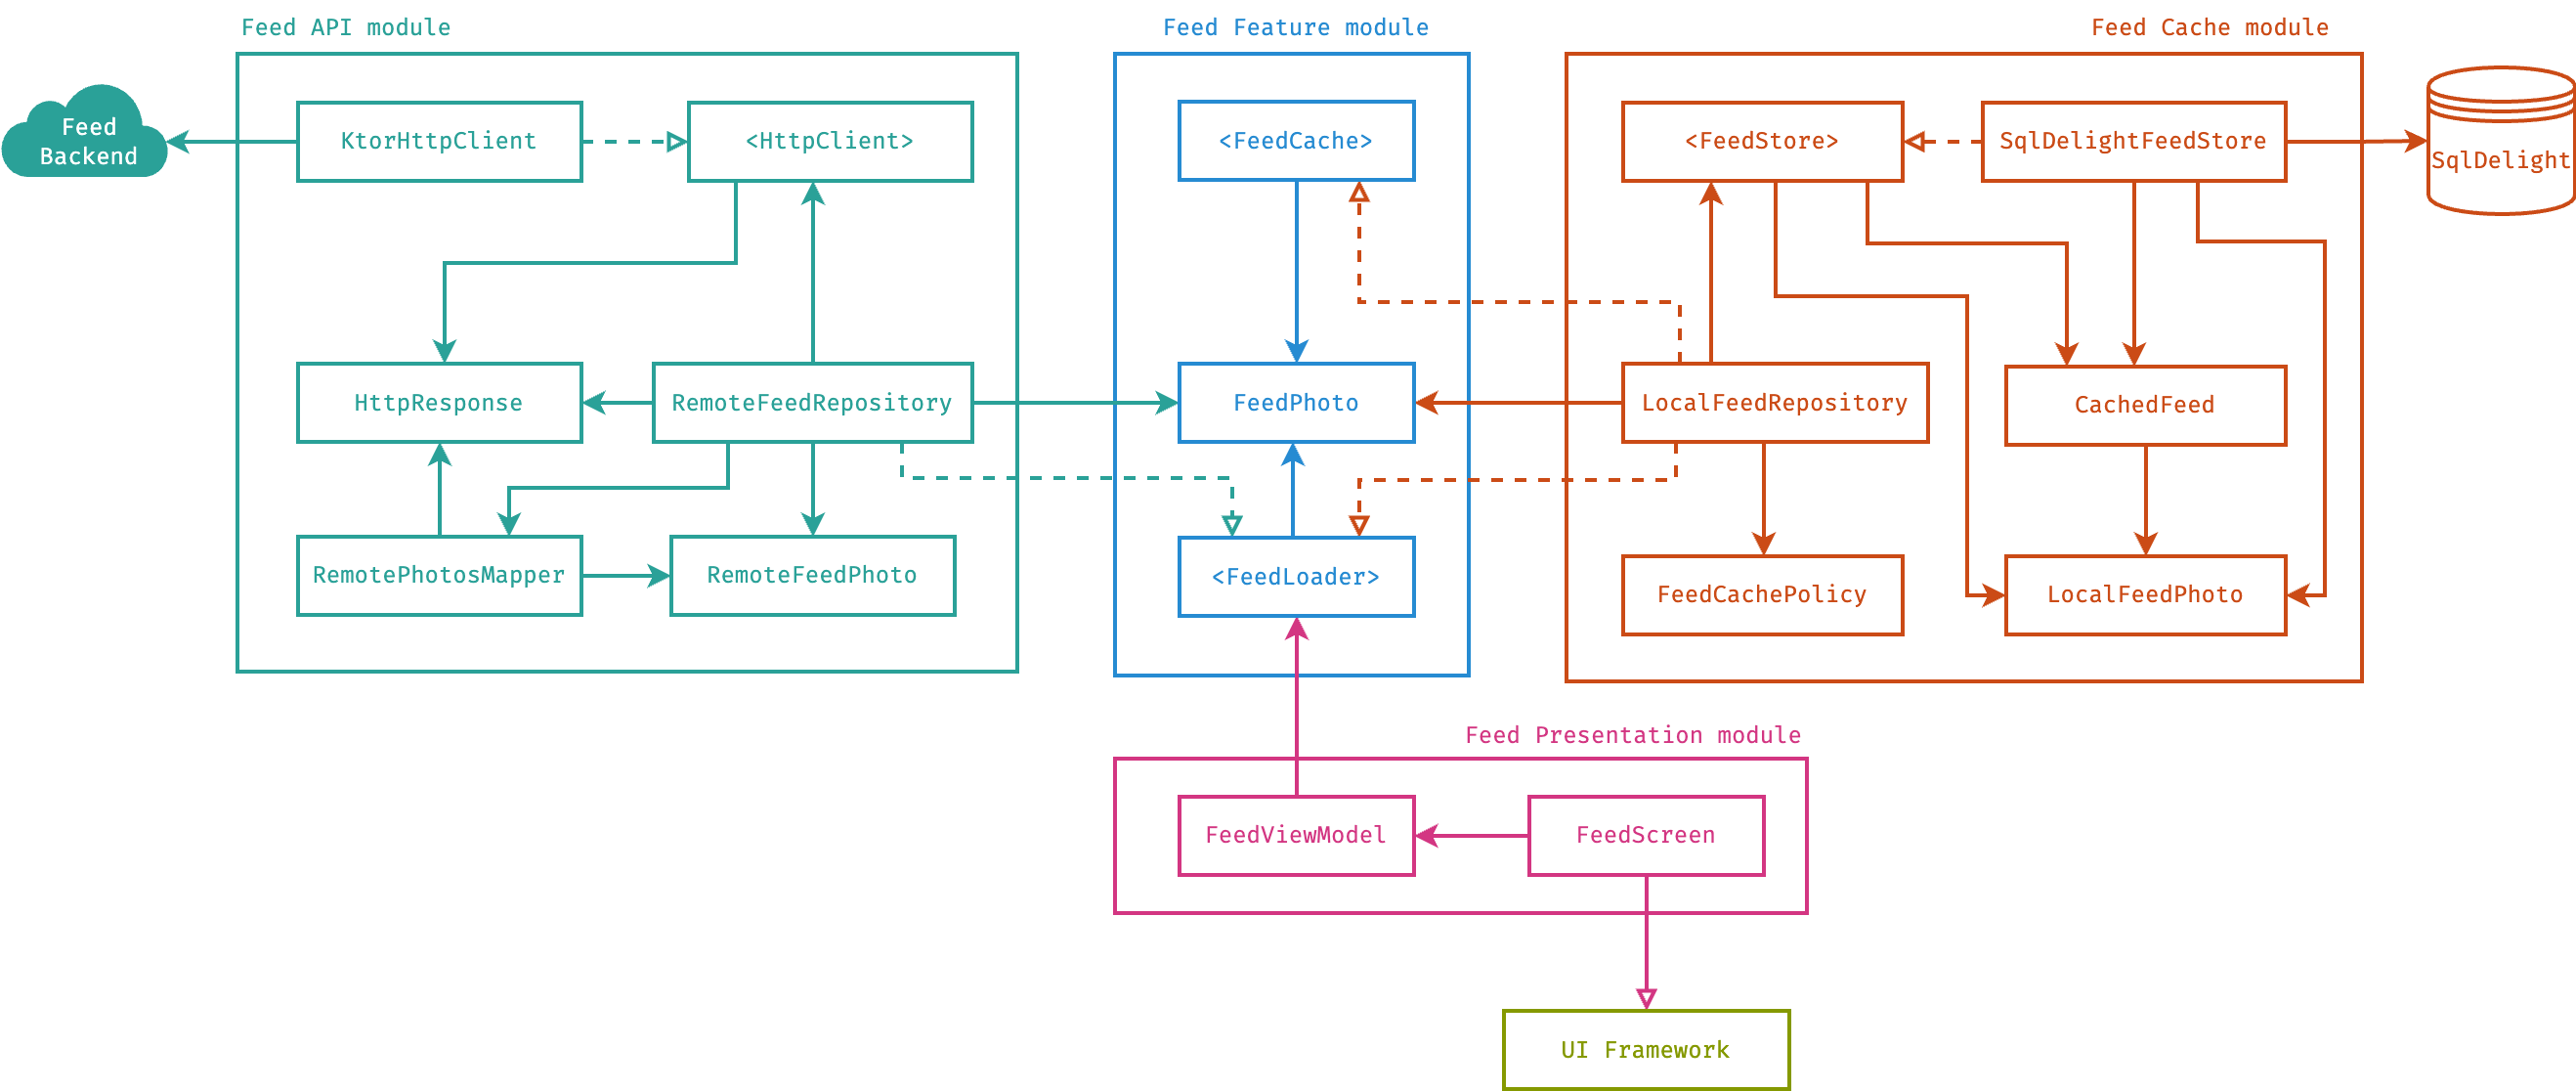 Feed API module
Feed Feature module
Feed Cache module
Feed
Backend
KtorHttpClient
<HttpClient>
<FeedCache>
<FeedStore>
SqlDelightFeedStore
SqlDelight
HttpResponse
RemoteFeedRepository
FeedPhoto
LocalFeedRepository
CachedFeed
RemotePhotosMapper
RemoteFeedPhoto
<FeedLoader>
FeedCachePolicy
LocalFeedPhoto
Feed Presentation module
FeedViewModel
FeedScreen
UI Framework